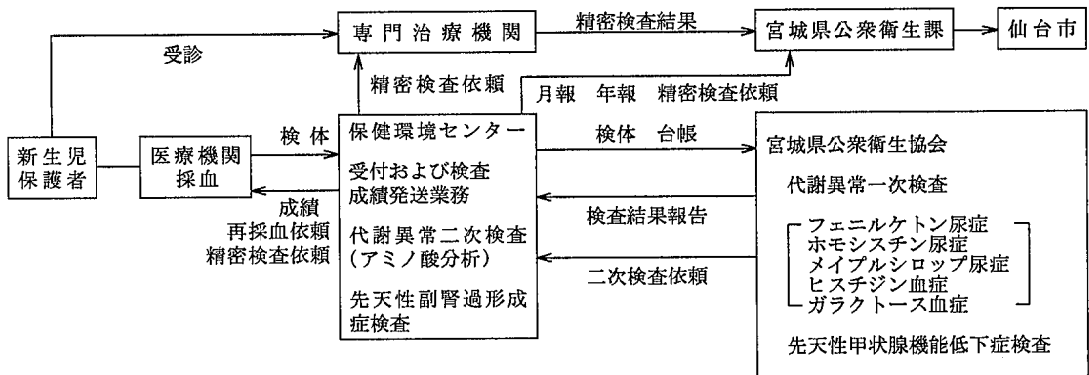 専門治療機関
精密検査結果
宮城県公衆衛生課
仙台市
受診
精密検査依頼
月報 年報 精密検査依頼
新生児
保護者
医療機関
採血
検体
成績
再採血依頼
精密検査依頼
保健環境センター
受付および検査
成績発送業務
代謝異常二次検査
(アミノ酸分析)
先天性副腎過形成
症検査
検体 台帳
検査結果報告
二次検査依頼
宮城県公衆衛生協会
代謝異常一次検査
フェニルケトン尿症
ホモシスチン尿症
メイプルシロップ尿症
ヒスチジン血症
ガラクトース血症
先天性甲状腺機能低下症検査